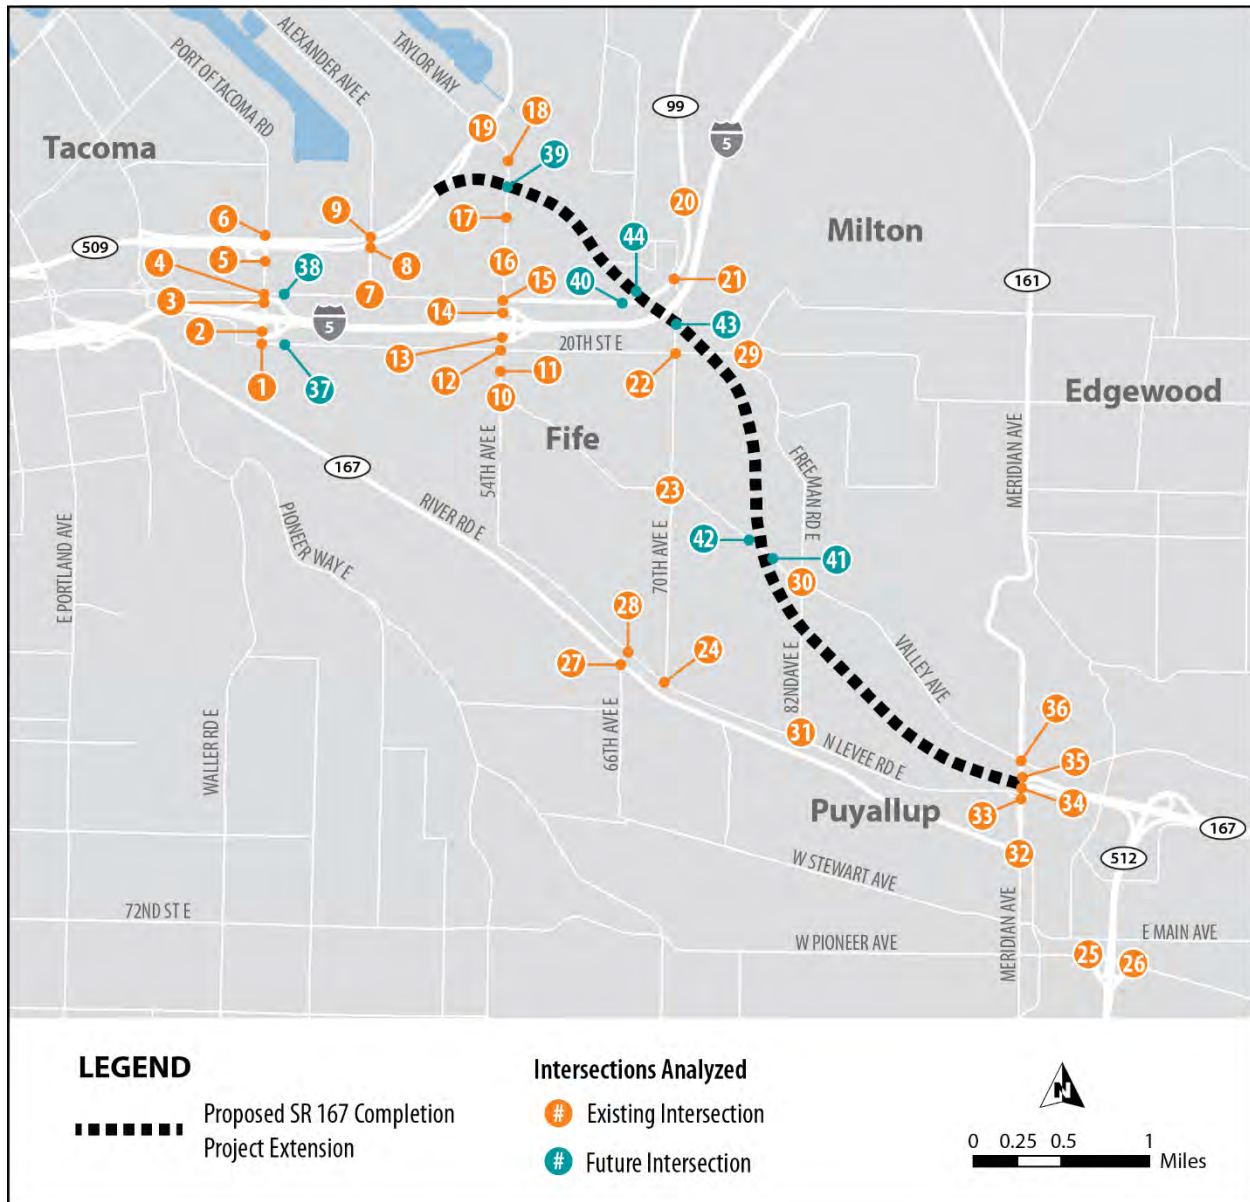 ALEXANDER AVE E
TAYLOR WAY
PORT OF TACOMA RD
99
18
19
5
Tacoma
39
20
17
6
9
44
Milton
509
5
8
16
4
38
15
40
21
161
3
7
14
43
2
5
20TH ST E
13
29
1
37
12
11
22
10
Edgewood
MERIDIAN AVE
Fife
54TH AVE E
167
FREEMAN RD E
23
RIVER RD E
PIONEER WAY E
E PORTLAND AVE
42
41
70TH AVE E
30
28
27
24
VALLEY AVE
82ND AVE E
WALLER RD E
66TH AVE E
31
N LEVEE RD E
36
35
34
33
Puyallup
167
32
512
W STEWART AVE
72ND ST E
W PIONEER AVE
MERIDIAN AVE
E MAIN AVE
25
26
LEGEND
Proposed SR 167 Completion
Project Extension
Intersections Analyzed
# Existing Intersection
# Future Intersection
N
0 0.25 0.5 1
Miles